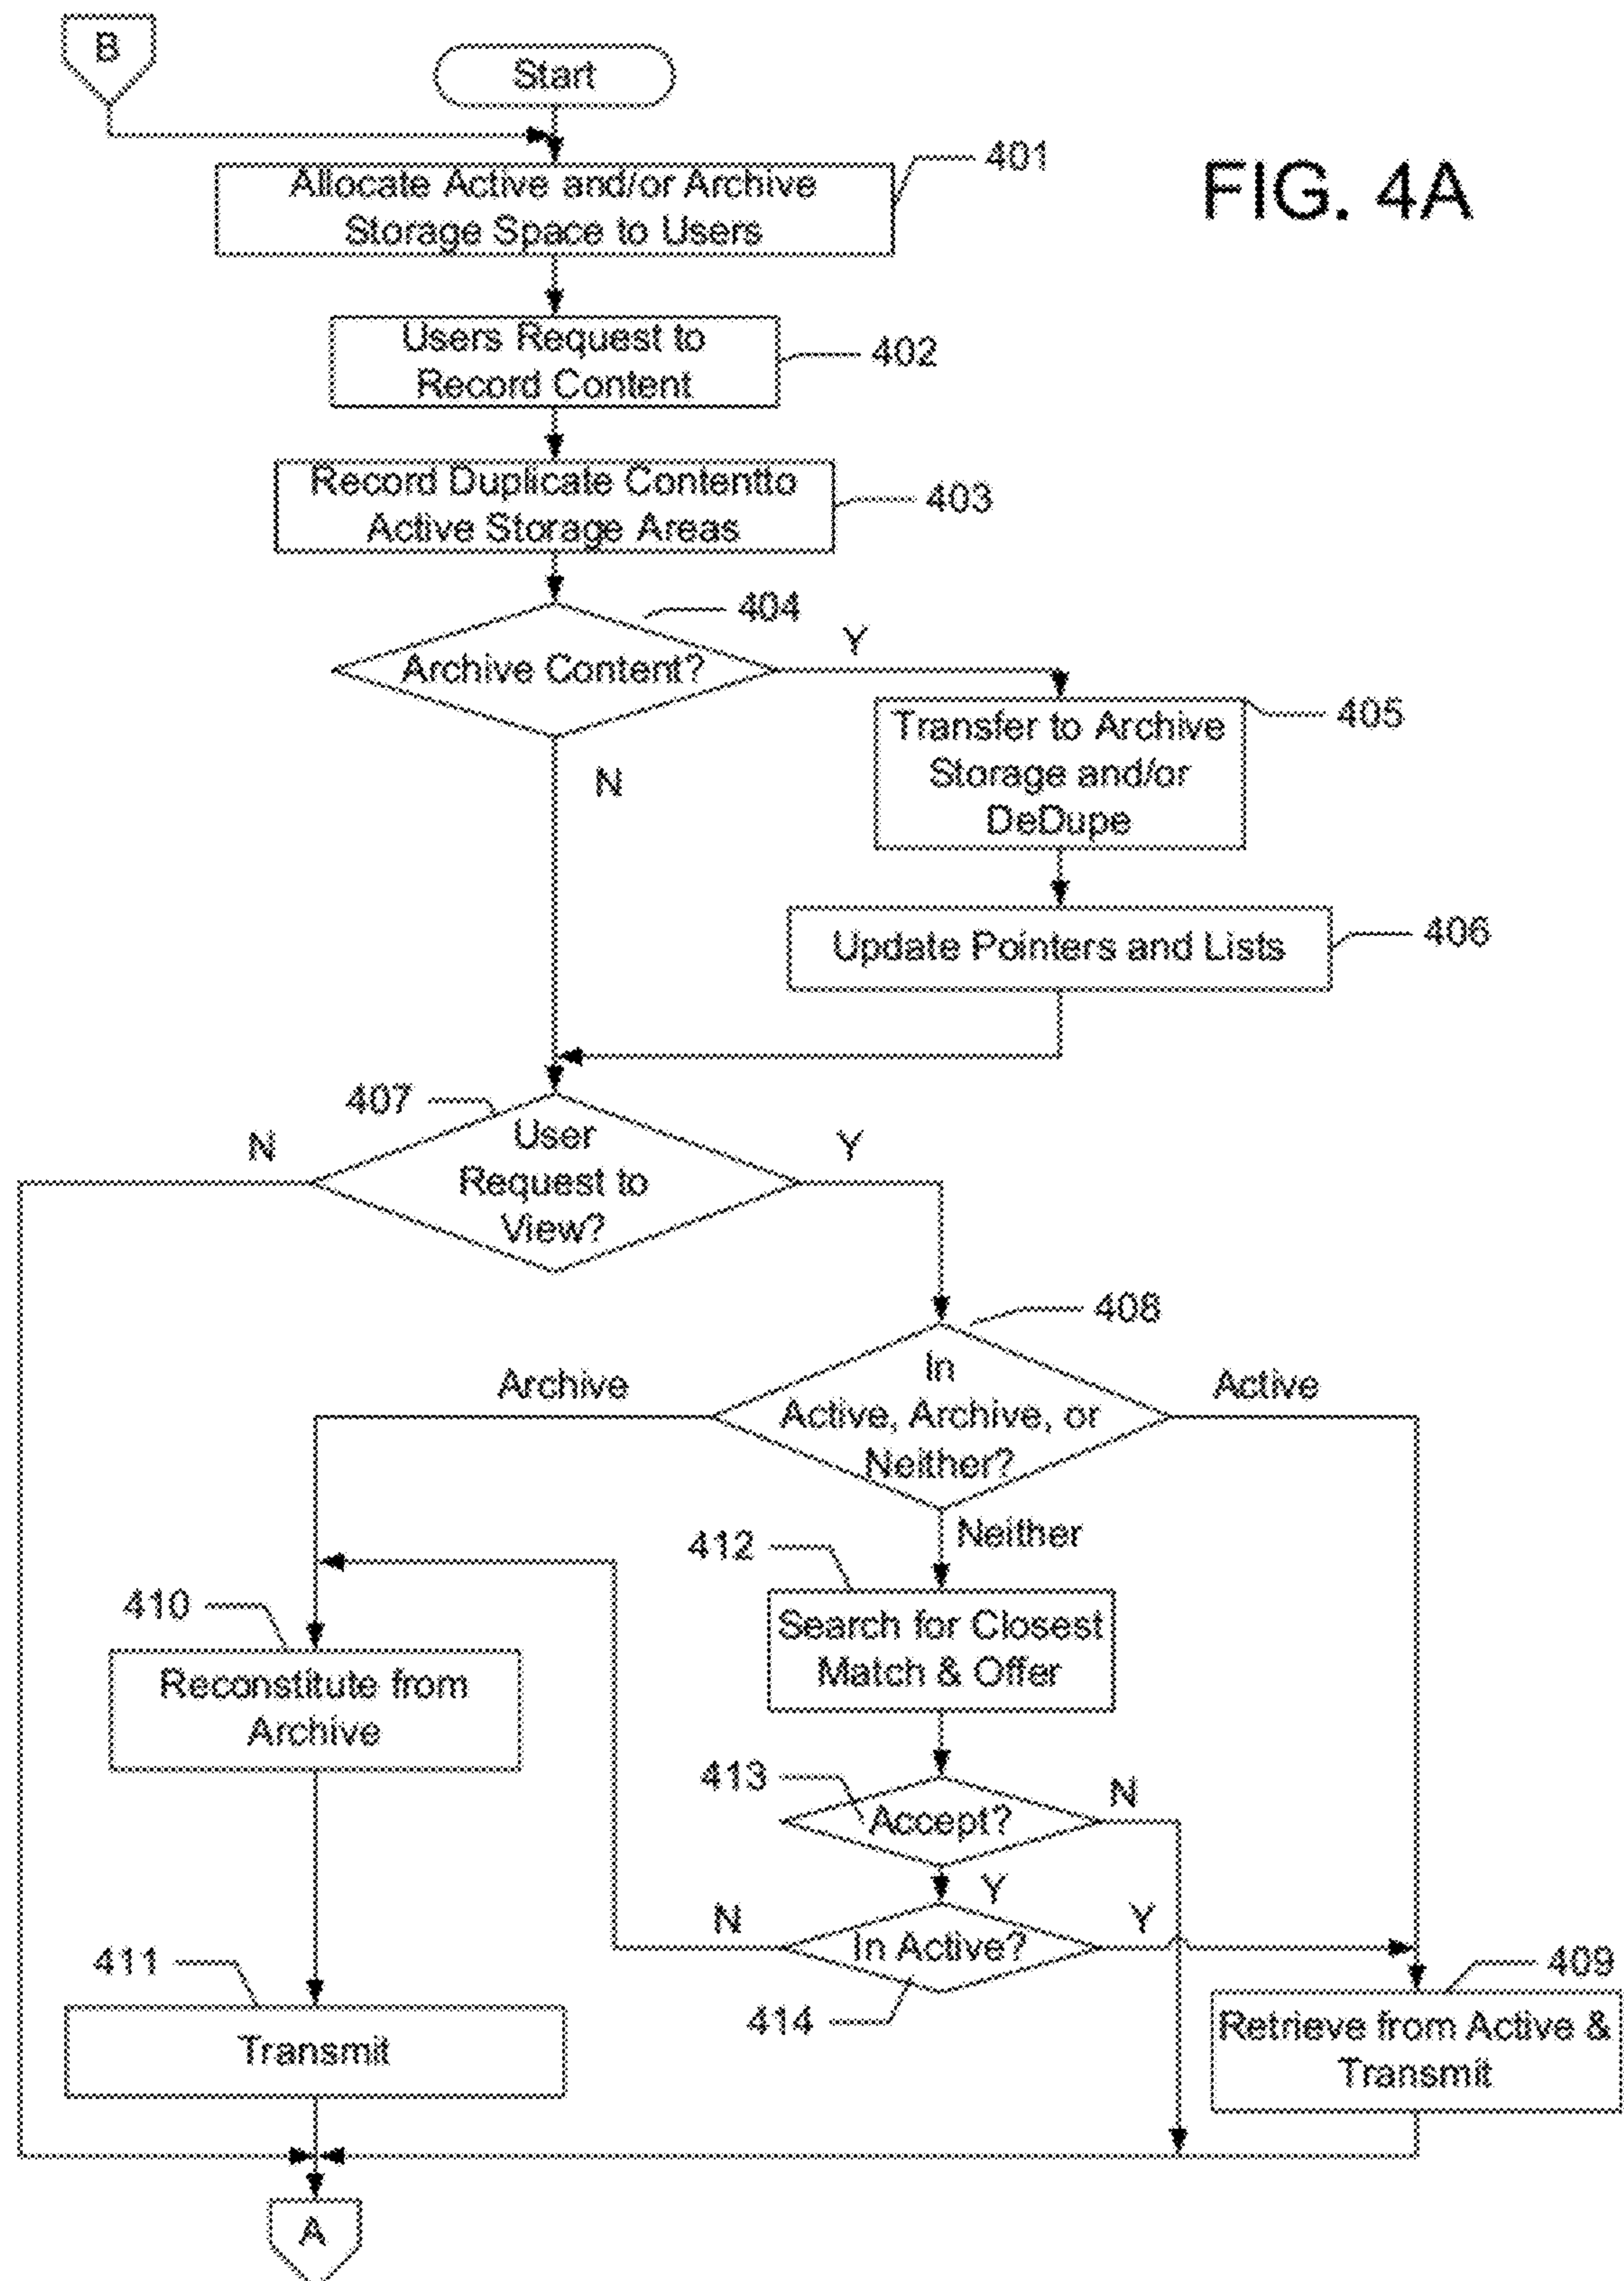 B
Start
FIG. 4A
401
Allocate Active and/or Archive
Storage Space to Users
402
Users Request to
Record Content
403
Record Duplicate Contentto
Active Storage Areas
404
Archive Content?
Y
N
405
Transfer to Archive
Storage and/or
DeDupe
406
Update Pointers and Lists
407
N
User
Request to
View?
Y
408
Archive
In
Active, Archive, or
Neither?
Active
Neither
412
Search for Closest
Match & Offer
410
Reconstitute from
Archive
413
Accept?
N
Y
N
In Active?
Y
414
411
Transmit
409
Retrieve from Active &
Transmit
A